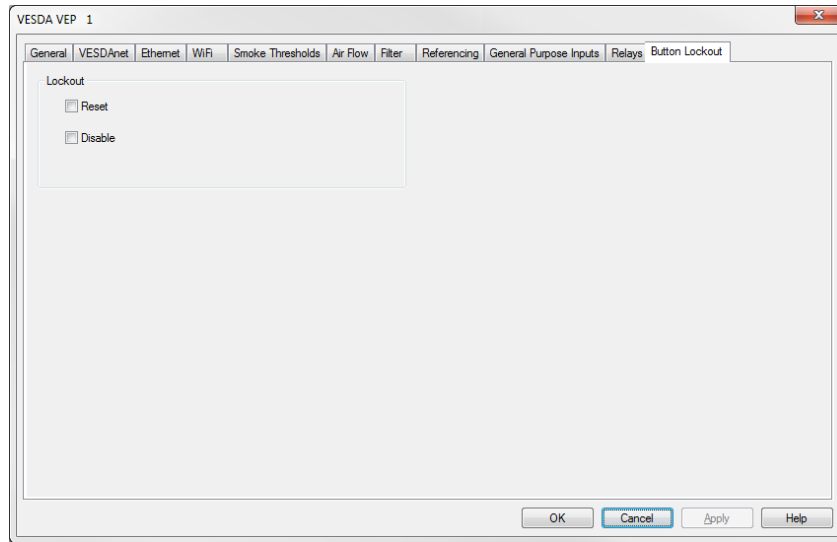 VESDA VEP 1
General VESDAnet Ethernet WiFi Smoke Thresholds Air Flow Filter Referencing General Purpose Inputs Relays Button Lockout
Lockout
Reset
Disable
OK Cancel Apply Help